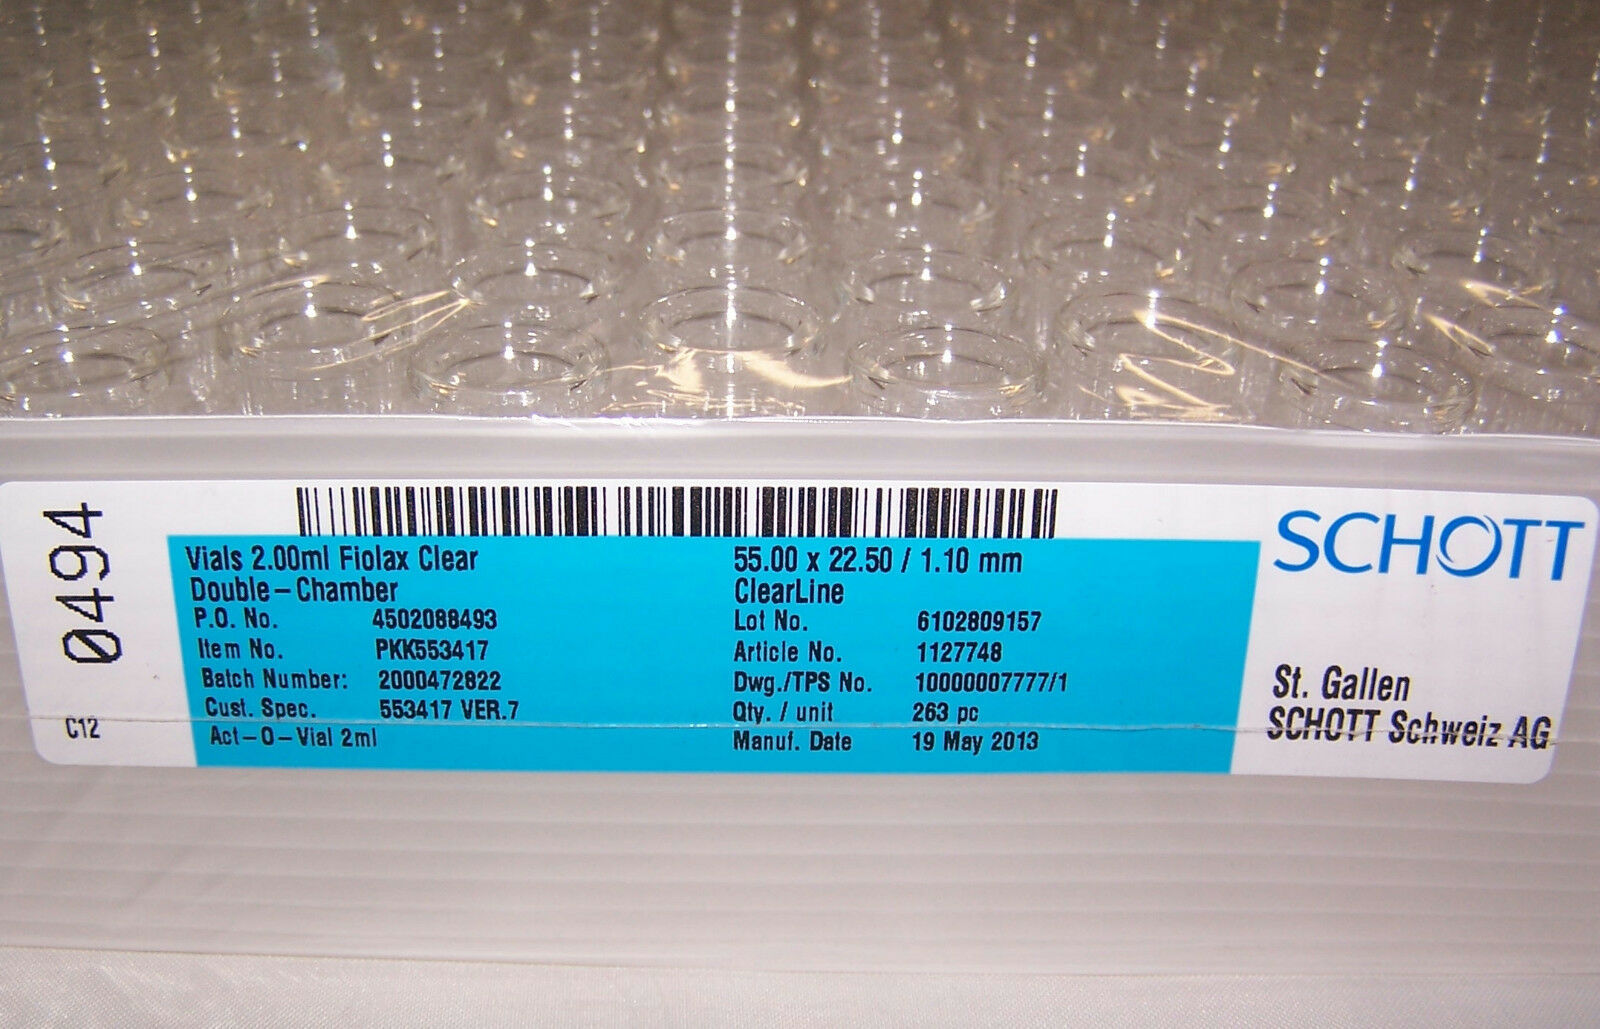 0494
C12
Vials 2.00ml Fiolax Clear
Double-Chamber
P.O. No. 4502088493
Item No. PKK553417
Batch Number: 2000472822
Cust. Spec. 553417 VER.7
Act-O-Vial 2ml
55.00 x 22.50 / 1.10 mm
ClearLine
Lot No. 6102809157
Article No. 1127748
Dwg./TPS No. 10000007777/1
Qty. / unit 263 pc
Manuf. Date 19 May 2013
SCHOTT
St. Gallen
SCHOTT Schweiz AG